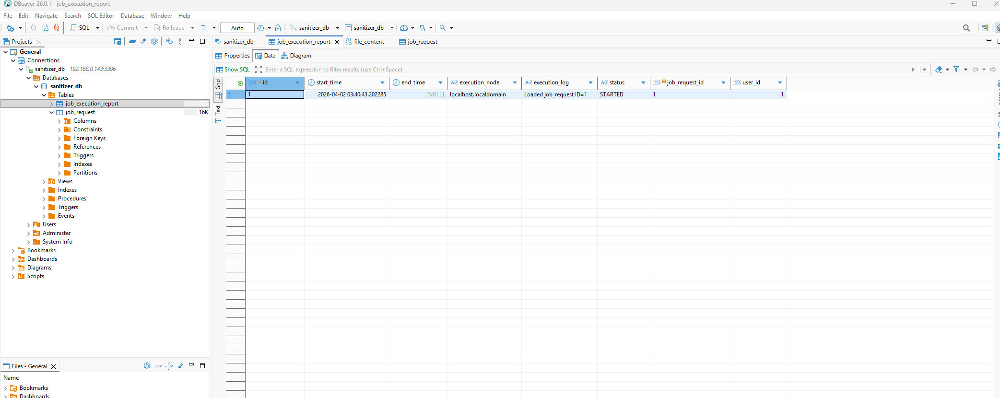 DBeaver 26.0.1 - job_execution_report
File Edit Navigate Search SQL Editor Database Window Help
SQL Commit Rollback T Auto sanitizer_db sanitizer_db
Projects
General
Connections
sanitizer_db 192.168.0.143:3306
Databases
sanitizer_db
Tables
job_execution_report 32K
job_request 16K
Columns
Constraints
Foreign Keys
References
Triggers
Indexes
Partitions
Views
Indexes
Procedures
Triggers
Events
Users
Administer
System Info
Bookmarks
Dashboards
Diagrams
Scripts
Files - General
Name
Bookmarks
Dashboards
sanitizer_db job_execution_report file_content job_request
Properties Data Diagram
Show SQL Enter a SQL expression to filter results (use Ctrl+Space)
Grid
Text
123 id start_time end_time A-Z execution_node A-Z execution_log A-Z status 123 job_request_id 123 user_id
1 1 2026-04-02 03:40:43.202285 [NULL] localhost.localdomain Loaded job_request ID=1 STARTED 1 1